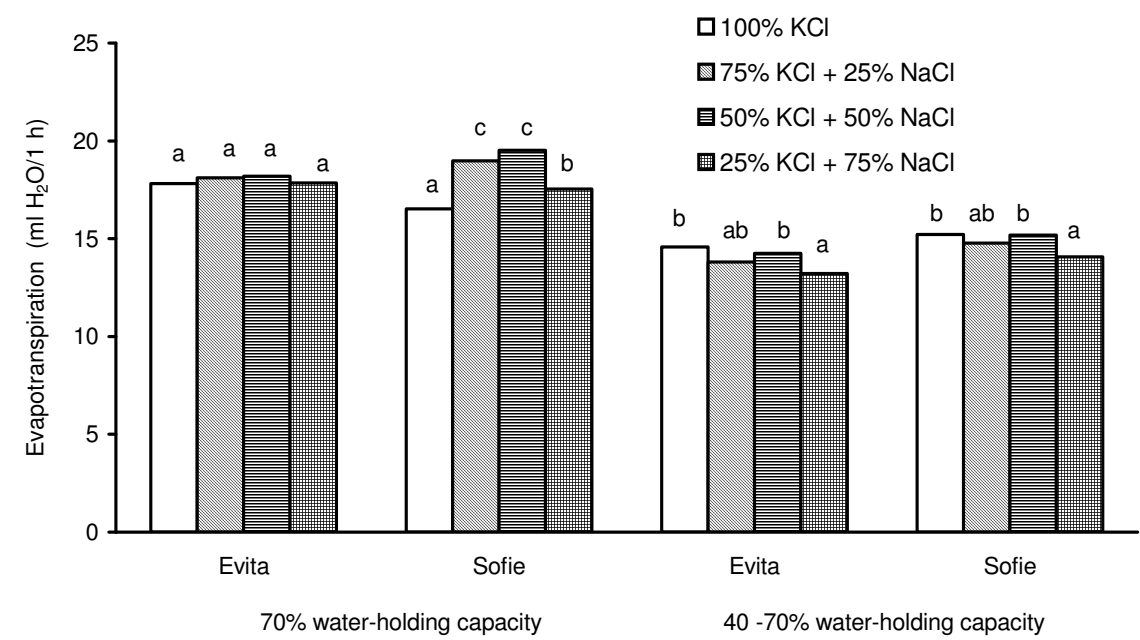 100% KCl
75% KCl + 25% NaCl
50% KCl + 50% NaCl
25% KCl + 75% NaCl
Evapotranspiration (ml H₂O/1 h)
25
20
15
10
5
0
a a a a
a c c b
b ab b a
b ab b a
Evita Sofie Evita Sofie
70% water-holding capacity 40 -70% water-holding capacity